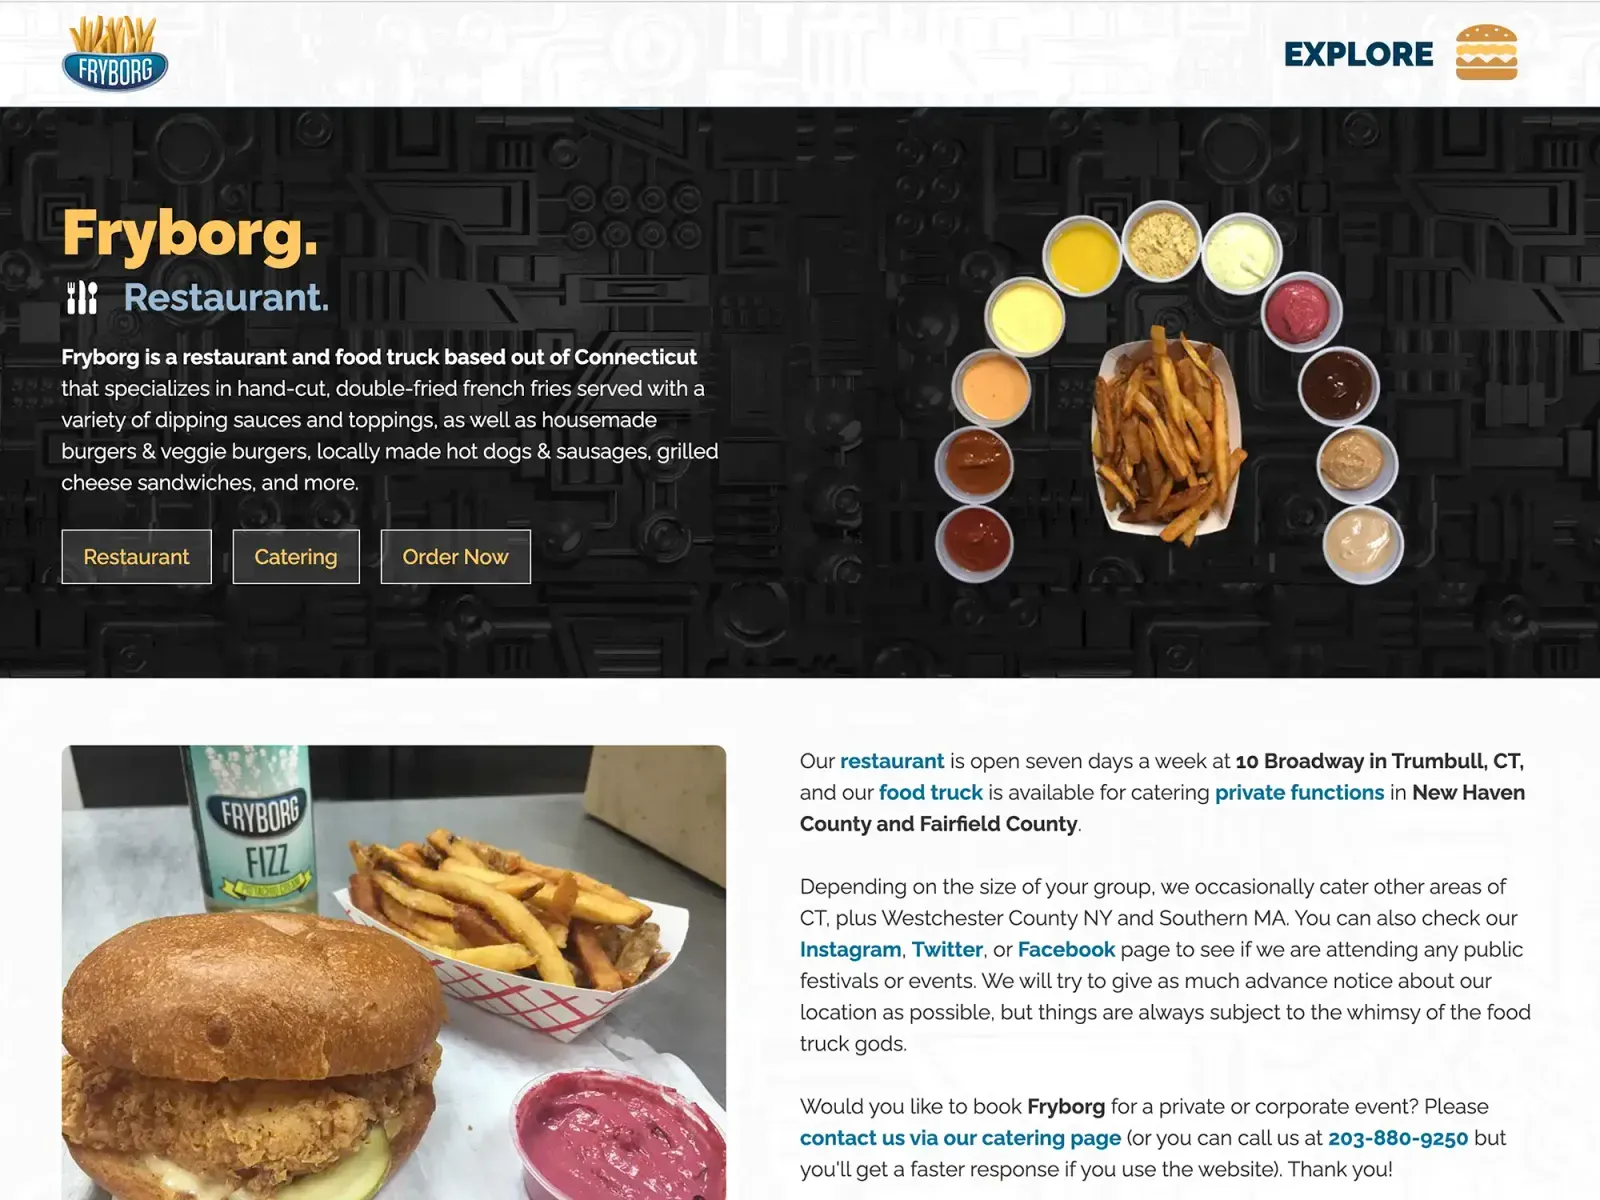 FRYBORG
EXPLORE
Fryborg.
Restaurant.
Fryborg is a restaurant and food truck based out of Connecticut
that specializes in hand-cut, double-fried french fries served with a
variety of dipping sauces and toppings, as well as housemade
burgers & veggie burgers, locally made hot dogs & sausages, grilled
cheese sandwiches, and more.
Restaurant
Catering
Order Now
FRYBORG
FIZZ
Our restaurant is open seven days a week at 10 Broadway in Trumbull, CT,
and our food truck is available for catering private functions in New Haven
County and Fairfield County.
Depending on the size of your group, we occasionally cater other areas of
CT, plus Westchester County NY and Southern MA. You can also check our
Instagram, Twitter, or Facebook page to see if we are attending any public
festivals or events. We will try to give as much advance notice about our
location as possible, but things are always subject to the whimsy of the food
truck gods.
Would you like to book Fryborg for a private or corporate event? Please
contact us via our catering page (or you can call us at 203-880-9250 but
you'll get a faster response if you use the website). Thank you!